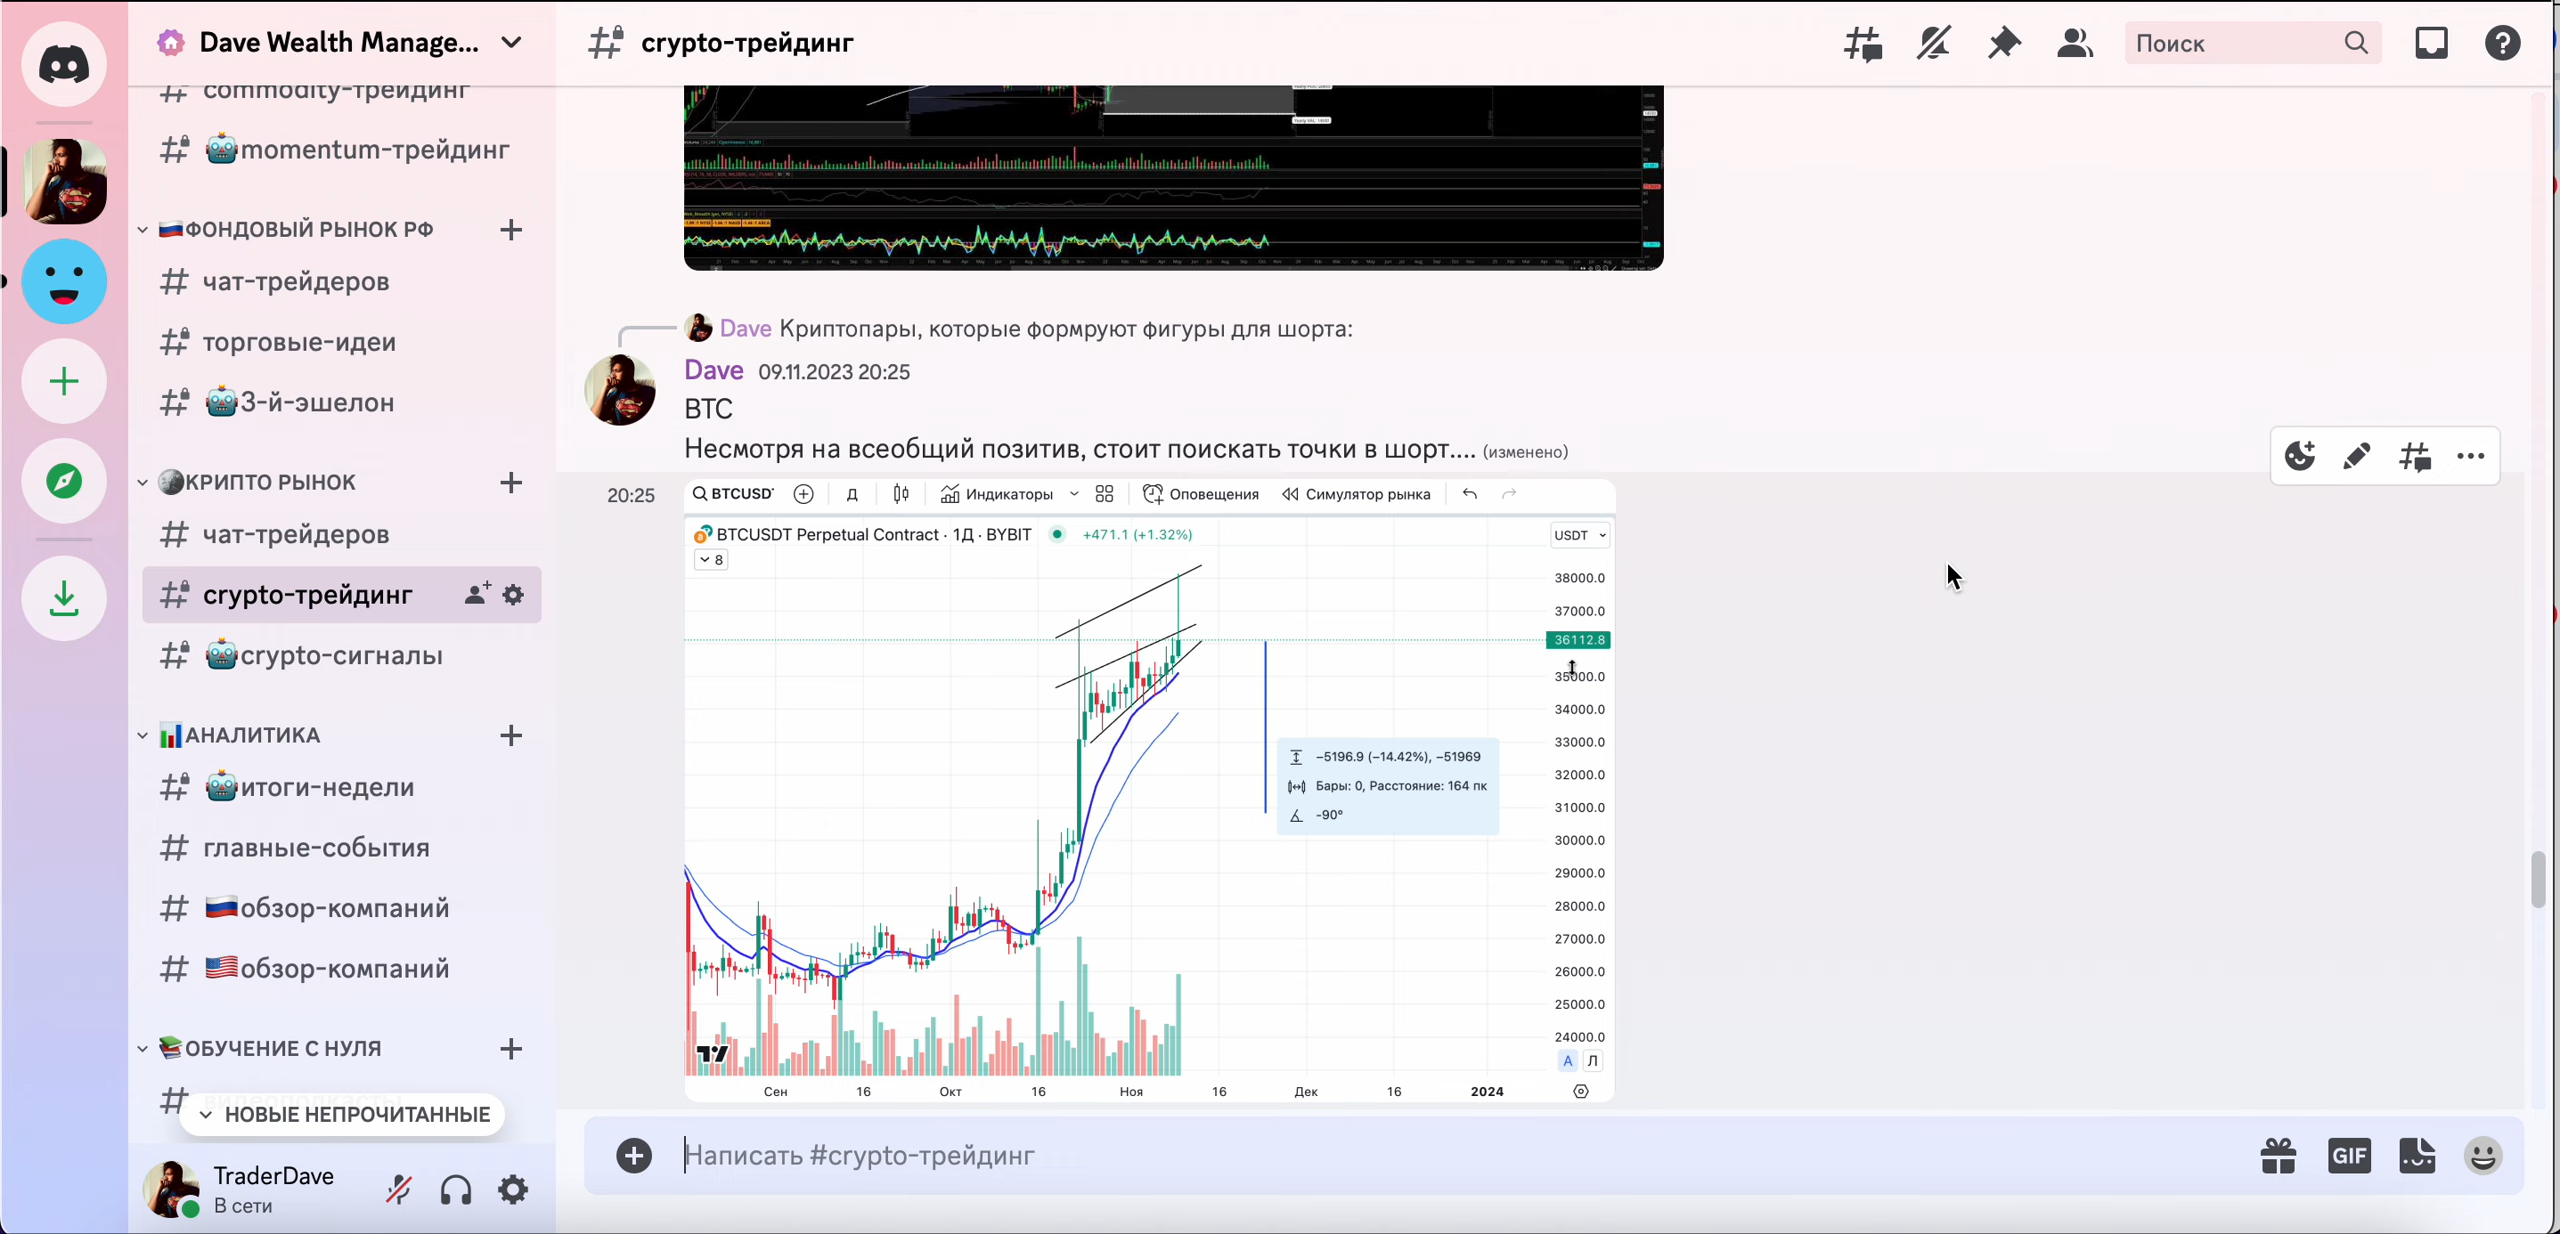 Dave Wealth Manage...
commodity-трейдинг
momentum-трейдинг
ФОНДОВЫЙ РЫНОК РФ
чат-трейдеров
торговые-идеи
3-й-эшелон
КРИПТО РЫНОК
чат-трейдеров
crypto-трейдинг
crypto-сигналы
АНАЛИТИКА
итоги-недели
главные-события
обзор-компаний
обзор-компаний
ОБУЧЕНИЕ С НУЛЯ
видеоподкасты
НОВЫЕ НЕПРОЧИТАННЫЕ
TraderDave
В сети
crypto-трейдинг
Поиск
Dave Криптопары, которые формруют фигуры для шорта:
Dave 09.11.2023 20:25
BTC
Несмотря на всеобщий позитив, стоит поискать точки в шорт.... (изменено)
20:25
BTCUSDT Д Индикаторы Оповещения Симулятор рынка
BTCUSDT Perpetual Contract · 1Д · BYBIT +471.1 (+1.32%) USDT
8
38000.0
37000.0
36112.8
35000.0
34000.0
33000.0
32000.0
31000.0
30000.0
29000.0
28000.0
27000.0
26000.0
25000.0
24000.0
−5196.9 (−14.42%), −51969
Бары: 0, Расстояние: 164 пк
-90°
А Л
Сен 16 Окт 16 Ноя 16 Дек 16 2024
Написать #crypto-трейдинг
GIF